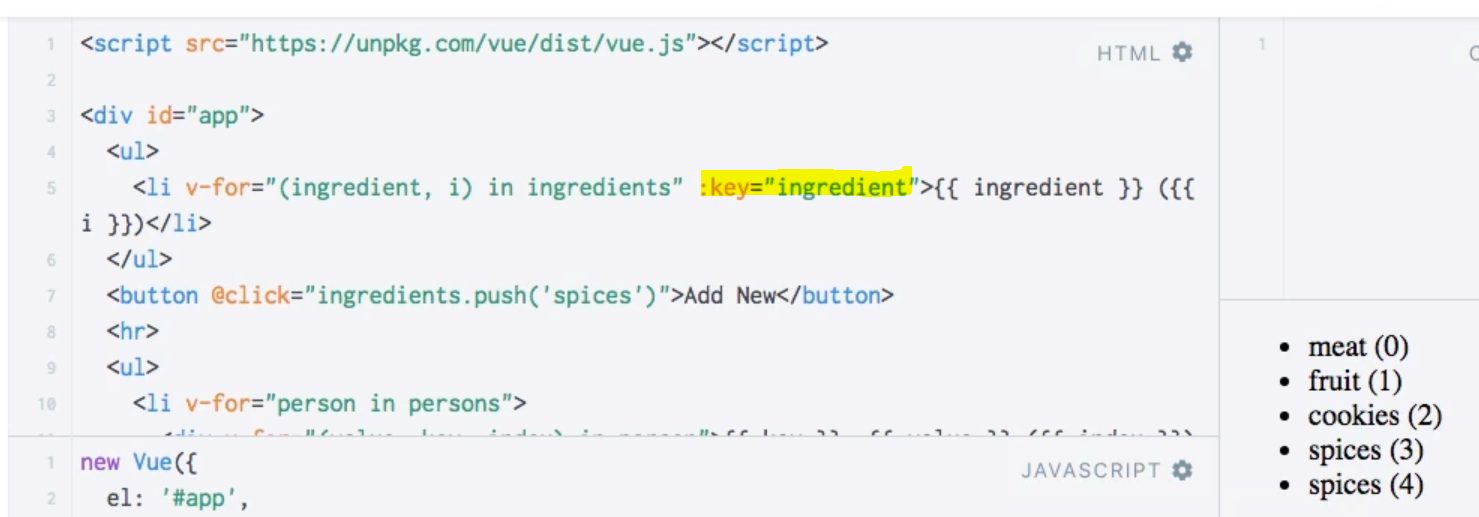 1 <script src="https://unpkg.com/vue/dist/vue.js"></script>
HTML
2
3 <div id="app">
4 <ul>
5 <li v-for="(ingredient, i) in ingredients" :key="ingredient">{{ ingredient }} ({{
i }})</li>
6 </ul>
7 <button @click="ingredients.push('spices')">Add New</button>
8 <hr>
9 <ul>
10 <li v-for="person in persons">
1 new Vue({
JAVASCRIPT
2 el: '#app',
1
meat (0)
fruit (1)
cookies (2)
spices (3)
spices (4)